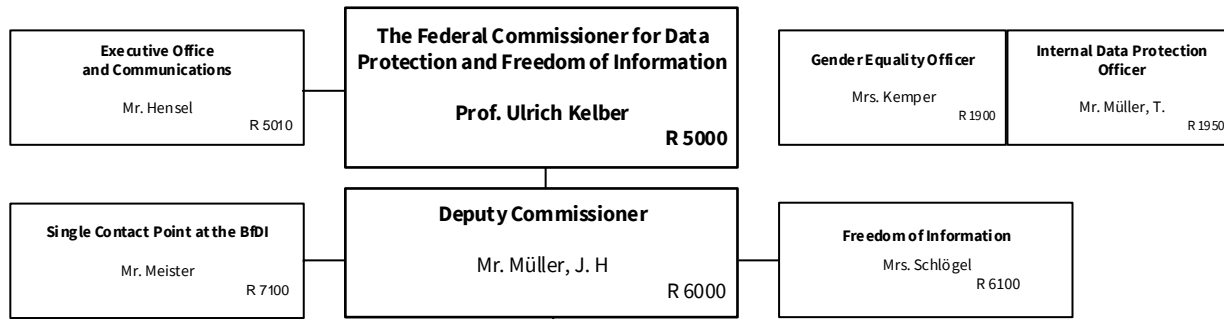 Executive Office
and Communications
Mr. Hensel
R 5010
The Federal Commissioner for Data
Protection and Freedom of Information
Prof. Ulrich Kelber
R 5000
Gender Equality Officer
Mrs. Kemper
R 1900
Internal Data Protection
Officer
Mr. Müller, T.
R 1950
Single Contact Point at the BfDI
Mr. Meister
R 7100
Deputy Commissioner
Mr. Müller, J. H
R 6000
Freedom of Information
Mrs. Schlögel
R 6100